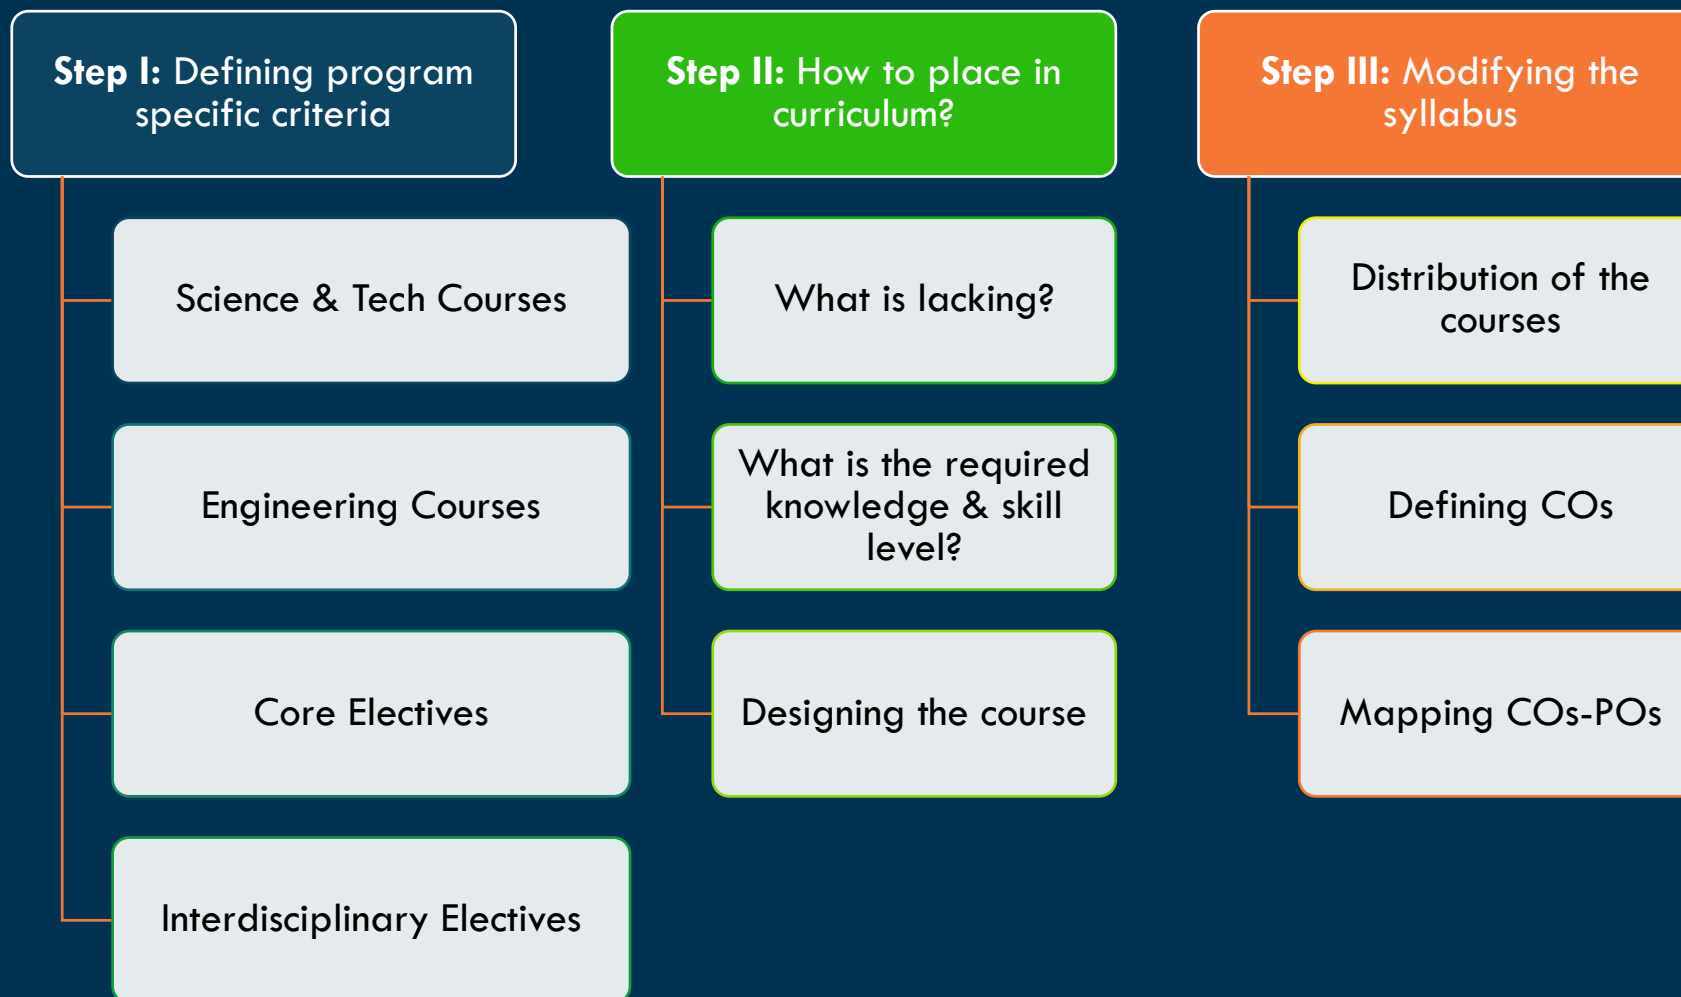 Step I: Defining program
specific criteria
Science & Tech Courses
Engineering Courses
Core Electives
Interdisciplinary Electives
Step II: How to place in
curriculum?
What is lacking?
What is the required
knowledge & skill
level?
Designing the course
Step III: Modifying the
syllabus
Distribution of the
courses
Defining COs
Mapping COs-POs